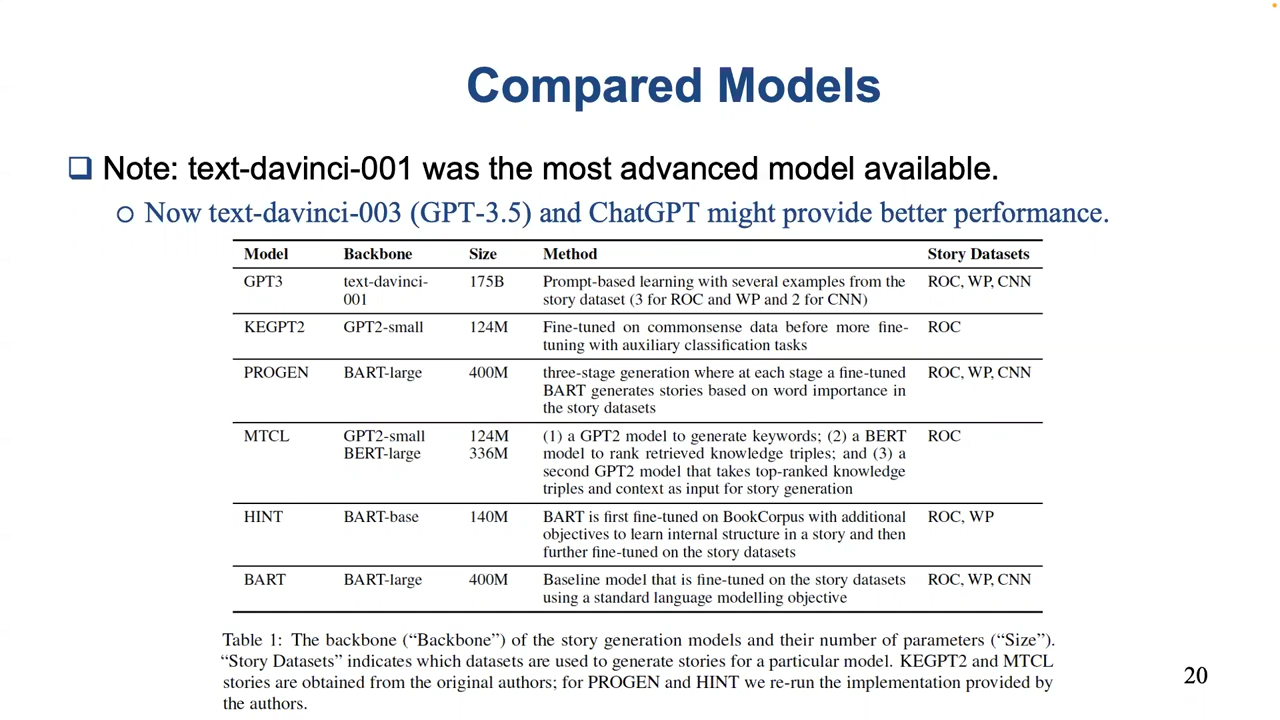 Compared Models
Note: text-davinci-001 was the most advanced model available.
Now text-davinci-003 (GPT-3.5) and ChatGPT might provide better performance.
Model Backbone Size Method Story Datasets
GPT3 text-davinci- 175B Prompt-based learning with several examples from the ROC, WP, CNN
001 story dataset (3 for ROC and WP and 2 for CNN)
KEGPT2 GPT2-small 124M Fine-tuned on commonsense data before more fine- ROC
tuning with auxiliary classification tasks
PROGEN BART-large 400M three-stage generation where at each stage a fine-tuned ROC, WP, CNN
BART generates stories based on word importance in
the story datasets
MTCL GPT2-small 124M (1) a GPT2 model to generate keywords; (2) a BERT ROC
BERT-large 336M model to rank retrieved knowledge triples; and (3) a
second GPT2 model that takes top-ranked knowledge
triples and context as input for story generation
HINT BART-base 140M BART is first fine-tuned on BookCorpus with additional ROC, WP
objectives to learn internal structure in a story and then
further fine-tuned on the story datasets
BART BART-large 400M Baseline model that is fine-tuned on the story datasets ROC, WP, CNN
using a standard language modelling objective
Table 1: The backbone (“Backbone”) of the story generation models and their number of parameters (“Size”).
“Story Datasets” indicates which datasets are used to generate stories for a particular model. KEGPT2 and MTCL
stories are obtained from the original authors; for PROGEN and HINT we re-run the implementation provided by
the authors.
20